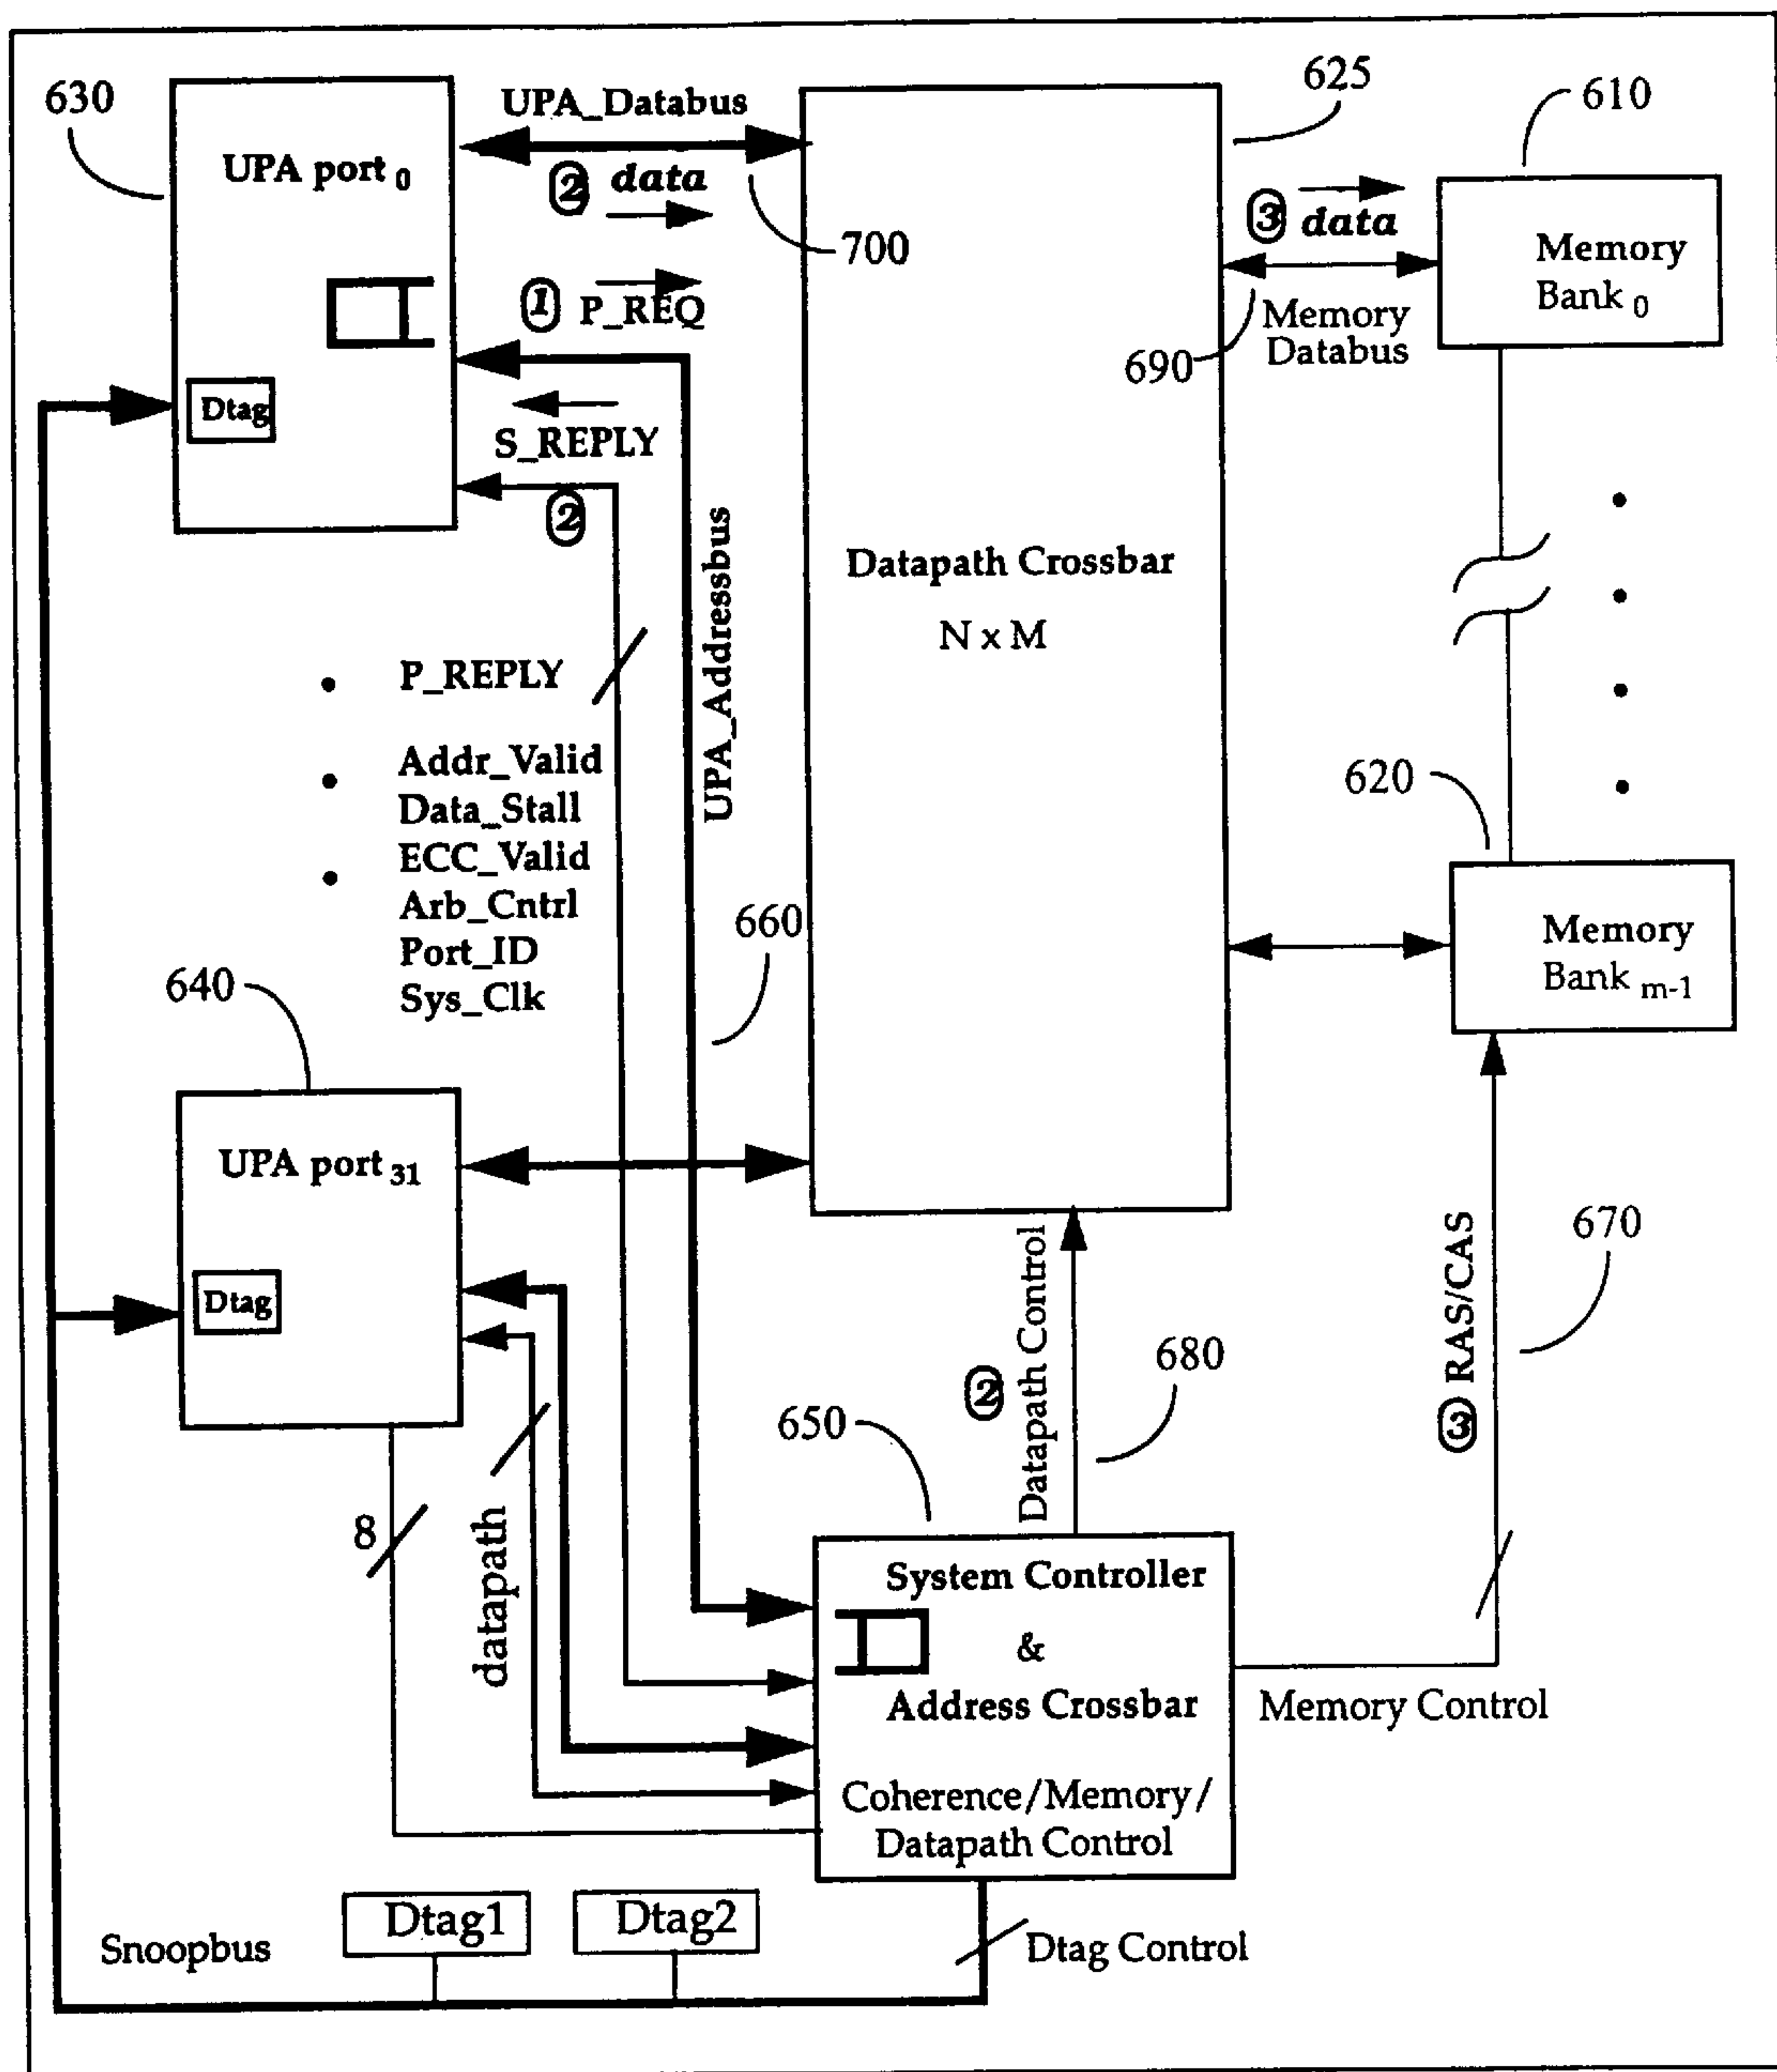 630
UPA port 0
Dtag
UPA_Databus
② data
700
① P_REQ
S_REPLY
②
625
610
③ data
Memory
Databus
690
Memory
Bank 0
Datapath Crossbar
N x M
UPA_Addressbus
P_REPLY
Addr_Valid
Data_Stall
ECC_Valid
Arb_Cntrl
Port_ID
Sys_Clk
660
620
Memory
Bank m-1
640
UPA port 31
Dtag
8
datapath
② Datapath Control
680
③ RAS/CAS
670
650
System Controller
&
Address Crossbar
Coherence/Memory/
Datapath Control
Memory Control
Snoopbus
Dtag1
Dtag2
Dtag Control